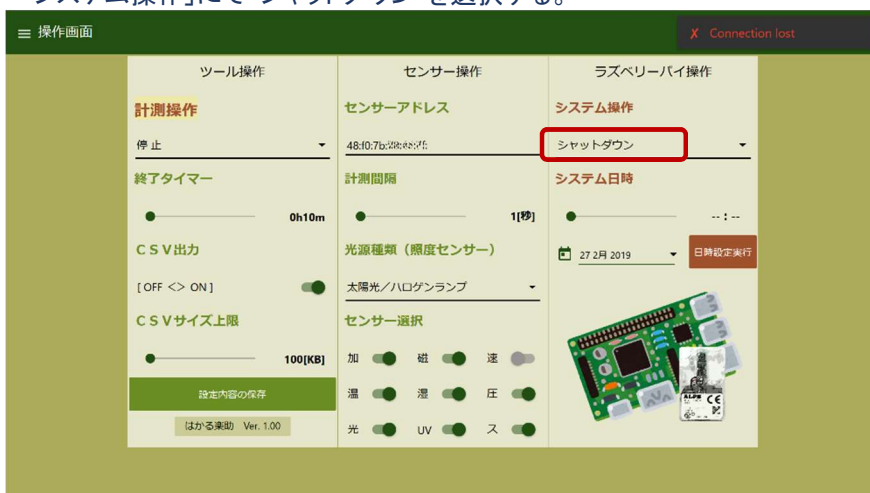 システム操作」にて"シャットダウン"を選択する。
操作画面
✗ Connection lost
ツール操作
計測操作
停止
終了タイマー
0h10m
ＣＳＶ出力
[ OFF <> ON ]
ＣＳＶサイズ上限
100[KB]
設定内容の保存
はかる楽助 Ver. 1.00
センサー操作
センサーアドレス
48:f0:7b:
計測間隔
1[秒]
光源種類（照度センサー）
太陽光／ハロゲンランプ
センサー選択
加 磁 速
温 湿 圧
光 UV ス
ラズベリーパイ操作
システム操作
シャットダウン
システム日時
-- : --
27 2月 2019
日時設定実行
ALPS
CE